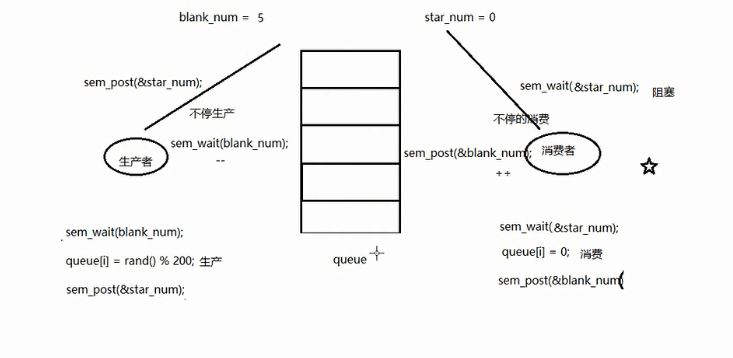 blank_num = 5
star_num = 0
sem_post(&star_num);
sem_wait(&star_num);
阻塞
不停生产
不停的消费
sem_wait(blank_num);
--
生产者
sem_post(&blank_num);
++
消费者
sem_wait(blank_num);
queue[i] = rand() % 200; 生产
sem_post(&star_num);
queue
sem_wait(&star_num);
queue[i] = 0; 消费
sem_post(&blank_num(